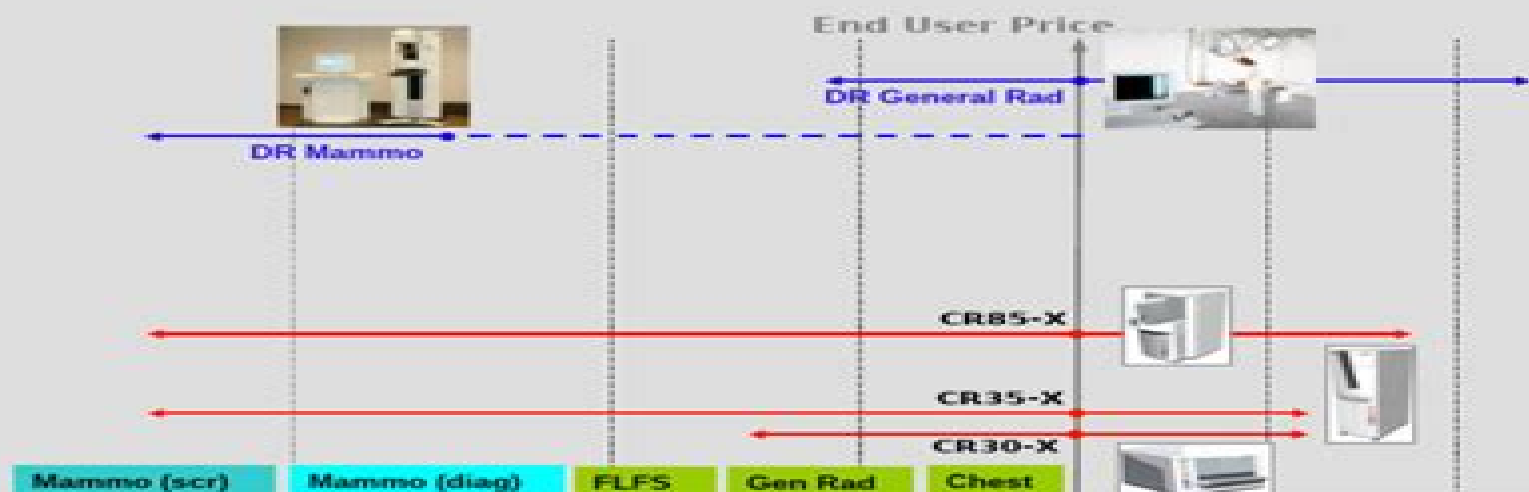 End User Price
DR General Rad
DR Mammo
CR85-X
CR35-X
CR30-X
Mammo (scr)
Mammo (diag)
FLFS
Gen Rad
Chest